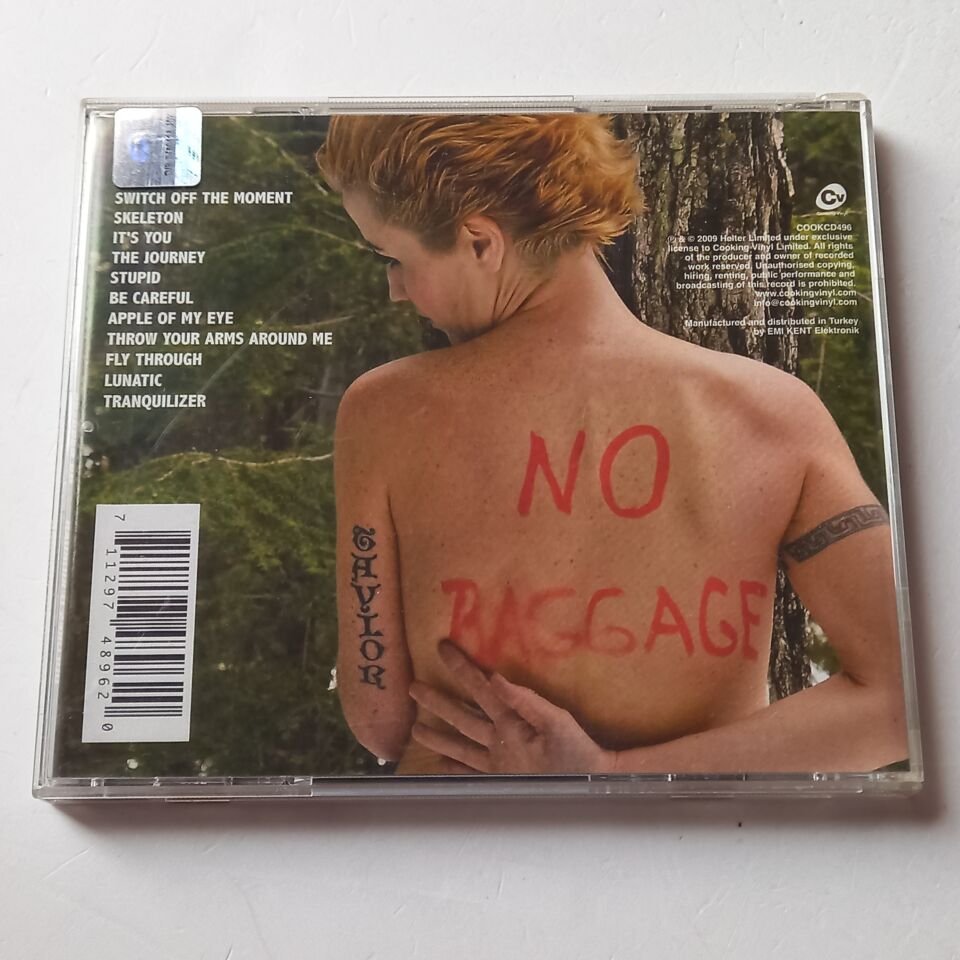 SWITCH OFF THE MOMENT
SKELETON
IT'S YOU
THE JOURNEY
STUPID
BE CAREFUL
APPLE OF MY EYE
THROW YOUR ARMS AROUND ME
FLY THROUGH
LUNATIC
TRANQUILIZER
Cv
Cooking Vinyl
COOKCD496
℗ & © 2009 Halter Limited under exclusive
license to Cooking Vinyl Limited. All rights
of the producer and owner of recorded
work reserved. Unauthorised copying,
hiring, renting, public performance and
broadcasting of this record is prohibited.
www.cookingvinyl.com
info@cookingvinyl.com
Manufactured and distributed in Turkey
by EMI KENT Elektronik
NO
BAGGAGE
TAYLOR
7 11297 48962 0